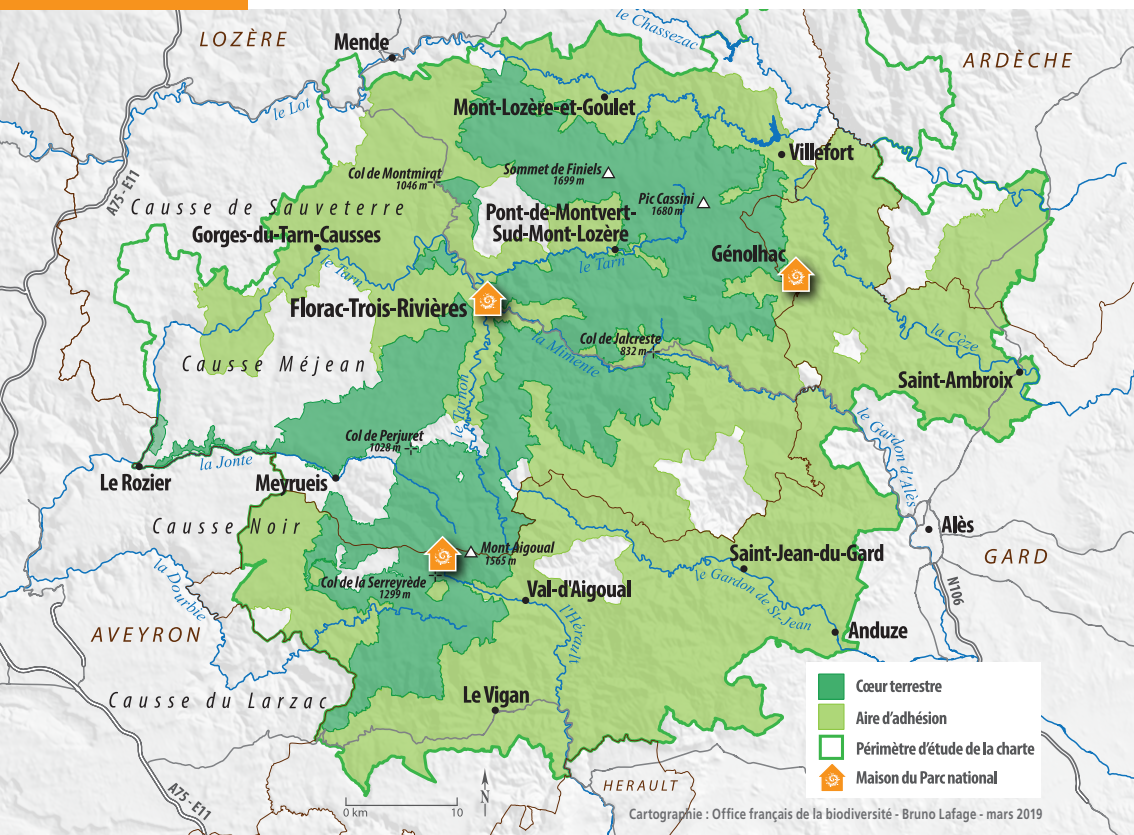 le Chassezac
LOZÈRE
Mende
ARDÈCHE
le Lot
Mont-Lozère-et-Goulet
Villefort
Col de Montmirat
1046 m
Sommet de Finiels
1699 m
A75 - E11
Pic Cassini
1680 m
Causse de Sauveterre
Pont-de-Montvert-
Sud-Mont-Lozère
Gorges-du-Tarn-Causses
Génolhac
le Tarn
le Tarn
Florac-Trois-Rivières
la Cèze
Col de Jalcreste
832 m
la Mimente
Causse Méjean
Saint-Ambroix
le Tarnon
le Gardon d'Alès
Col de Perjuret
1028 m
la Jonte
Le Rozier
Meyrueis
Causse Noir
Alès
Mont Aigoual
1565 m
Saint-Jean-du-Gard
GARD
la Dourbie
Col de la Serreyrède
1299 m
le Gardon de St-Jean
Val-d'Aigoual
N106
l'Hérault
AVEYRON
Anduze
Causse du Larzac
Le Vigan
Cœur terrestre
Aire d'adhésion
Périmètre d'étude de la charte
Maison du Parc national
A75 - E11
HERAULT
N
0 km
10
Cartographie : Office français de la biodiversité - Bruno Lafage - mars 2019